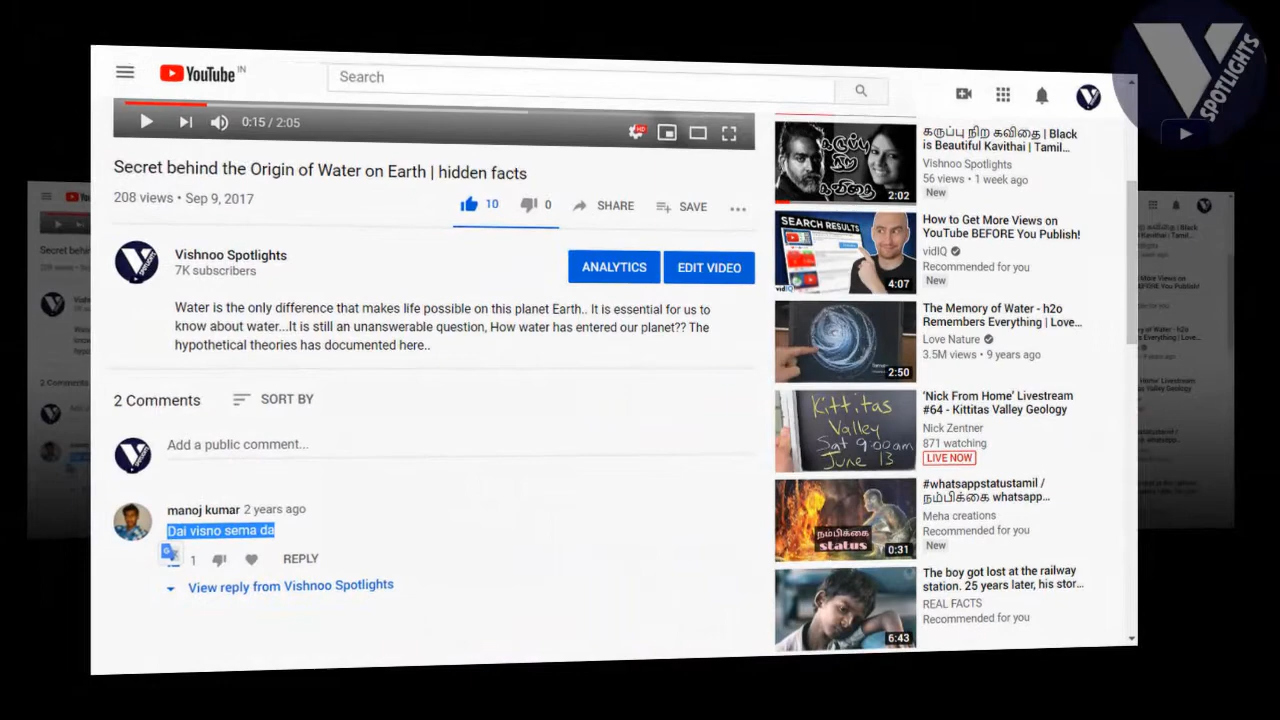 V SPOTLIGHTS
YouTube IN
Search
0:15 / 2:05
HD
Secret behind the Origin of Water on Earth | hidden facts
208 views • Sep 9, 2017
10
0
SHARE
SAVE
Vishnoo Spotlights
7K subscribers
ANALYTICS
EDIT VIDEO
Water is the only difference that makes life possible on this planet Earth.. It is essential for us to
know about water...It is still an unanswerable question, How water has entered our planet?? The
hypothetical theories has documented here..
2 Comments
SORT BY
Add a public comment...
manoj kumar 2 years ago
Dai visno sema da
1
REPLY
View reply from Vishnoo Spotlights
கருப்பு நிற கவிதை
2:02
கருப்பு நிற கவிதை | Black
is Beautiful Kavithai | Tamil...
Vishnoo Spotlights
56 views • 1 week ago
New
SEARCH RESULTS
vidIQ
4:07
How to Get More Views on
YouTube BEFORE You Publish!
vidIQ
Recommended for you
New
2:50
The Memory of Water - h2o
Remembers Everything | Love...
Love Nature
3.5M views • 9 years ago
Kittitas
Valley
Sat 9:00am
June 13
'Nick From Home' Livestream
#64 - Kittitas Valley Geology
Nick Zentner
871 watching
LIVE NOW
நம்பிக்கை
status
0:31
#whatsappstatustamil /
நம்பிக்கை whatsapp...
Meha creations
Recommended for you
New
6:43
The boy got lost at the railway
station. 25 years later, his stor...
REAL FACTS
Recommended for you